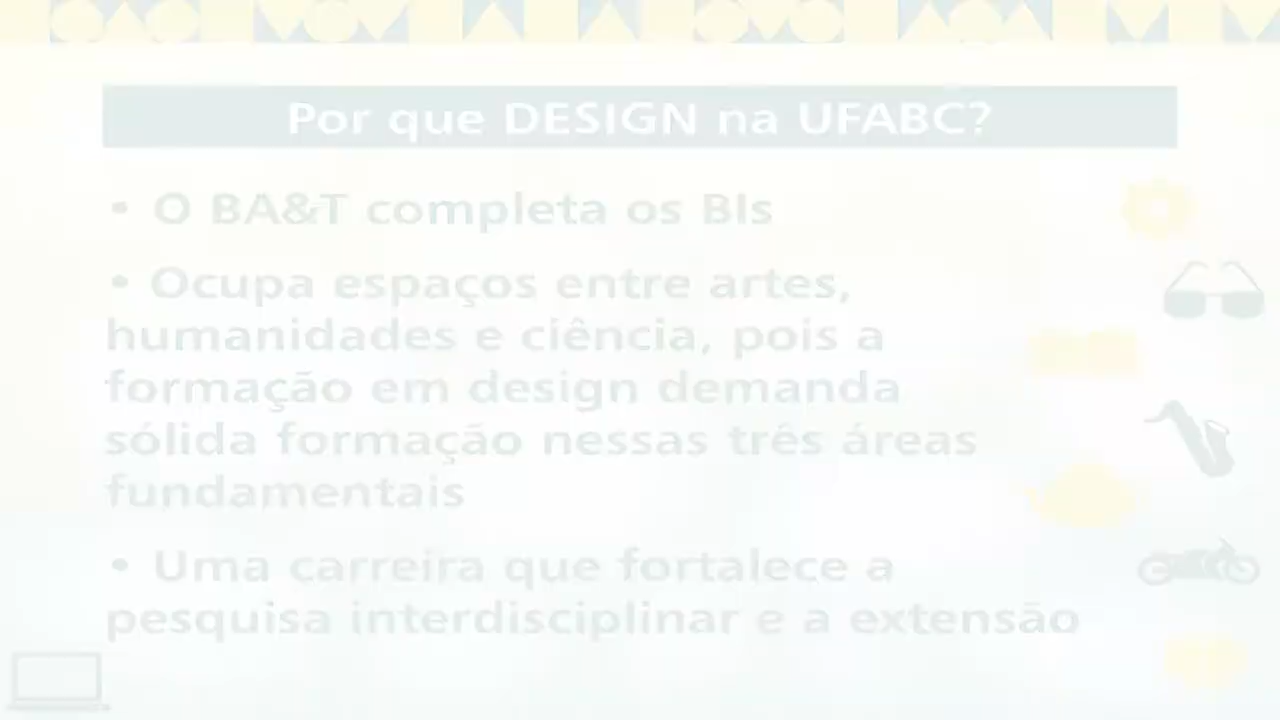 Por que DESIGN na UFABC?
• O BA&T completa os BIs
• Ocupa espaços entre artes,
humanidades e ciência, pois a
formação em design demanda
sólida formação nessas três áreas
fundamentais
• Uma carreira que fortalece a
pesquisa interdisciplinar e a extensão